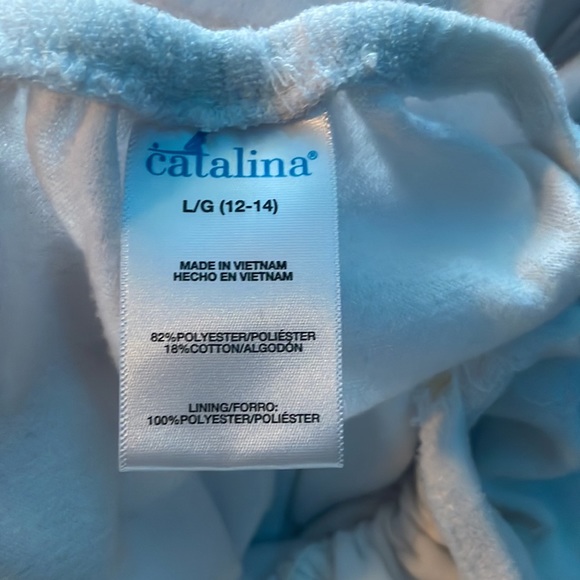 catalina®
L/G (12-14)
MADE IN VIETNAM
HECHO EN VIETNAM
82%POLYESTER/POLIÉSTER
18%COTTON/ALGODÓN
LINING/FORRO:
100%POLYESTER/POLIÉSTER